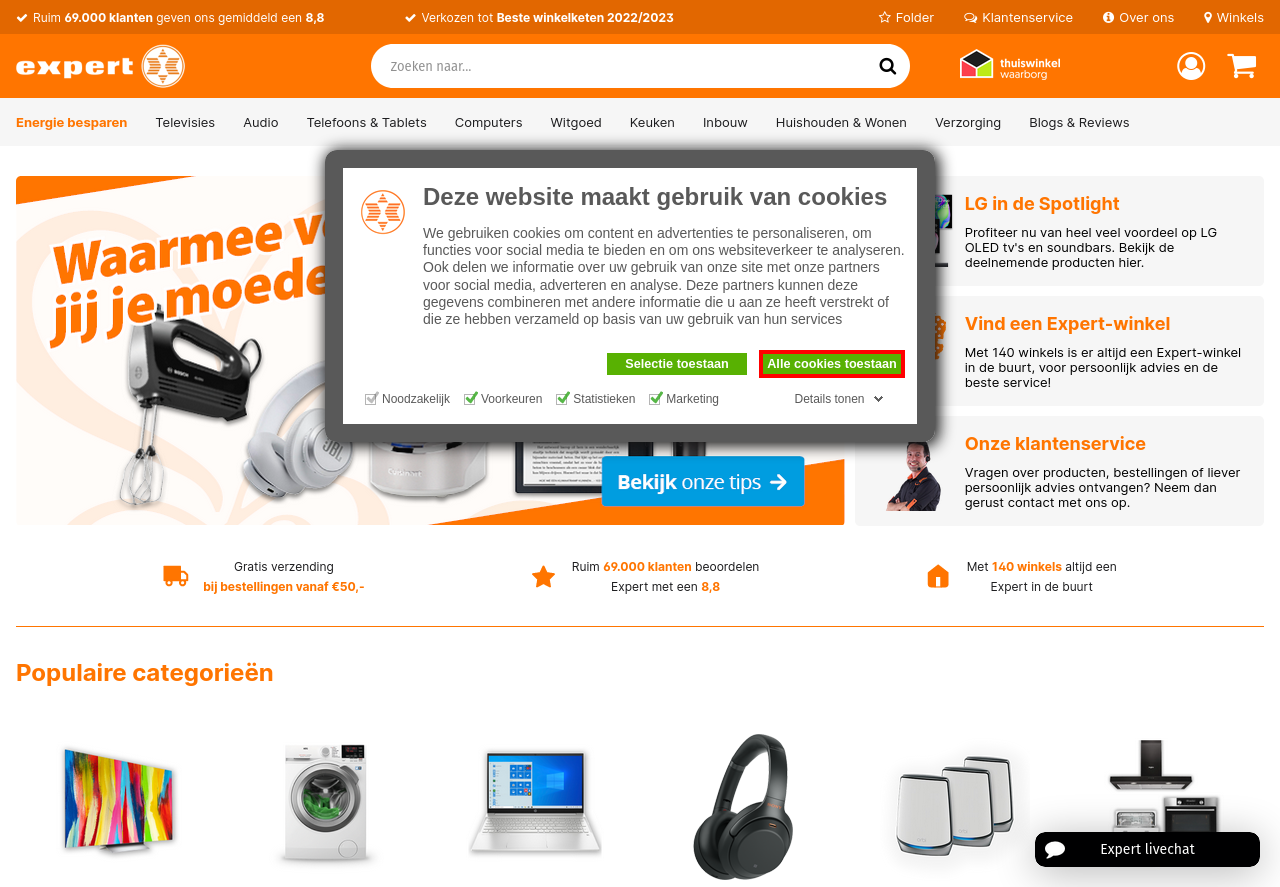 Ruim 69.000 klanten geven ons gemiddeld een 8,8
Verkozen tot Beste winkelketen 2022/2023
Folder
Klantenservice
Over ons
Winkels
expert
Zoeken naar...
thuiswinkel
waarborg
Energie besparen
Televisies
Audio
Telefoons & Tablets
Computers
Witgoed
Keuken
Inbouw
Huishouden & Wonen
Verzorging
Blogs & Reviews
Waarmee ve
jij je moede
JBL
BOSCH
Bekijk onze tips
Deze website maakt gebruik van cookies
We gebruiken cookies om content en advertenties te personaliseren, om
functies voor social media te bieden en om ons websiteverkeer te analyseren.
Ook delen we informatie over uw gebruik van onze site met onze partners
voor social media, adverteren en analyse. Deze partners kunnen deze
gegevens combineren met andere informatie die u aan ze heeft verstrekt of
die ze hebben verzameld op basis van uw gebruik van hun services
Selectie toestaan
Alle cookies toestaan
Noodzakelijk
Voorkeuren
Statistieken
Marketing
Details tonen
LG in de Spotlight
Profiteer nu van heel veel voordeel op LG
OLED tv's en soundbars. Bekijk de
deelnemende producten hier.
Vind een Expert-winkel
Met 140 winkels is er altijd een Expert-winkel
in de buurt, voor persoonlijk advies en de
beste service!
Onze klantenservice
Vragen over producten, bestellingen of liever
persoonlijk advies ontvangen? Neem dan
gerust contact met ons op.
Gratis verzending
bij bestellingen vanaf €50,-
Ruim 69.000 klanten beoordelen
Expert met een 8,8
Met 140 winkels altijd een
Expert in de buurt
Populaire categorieën
Expert livechat